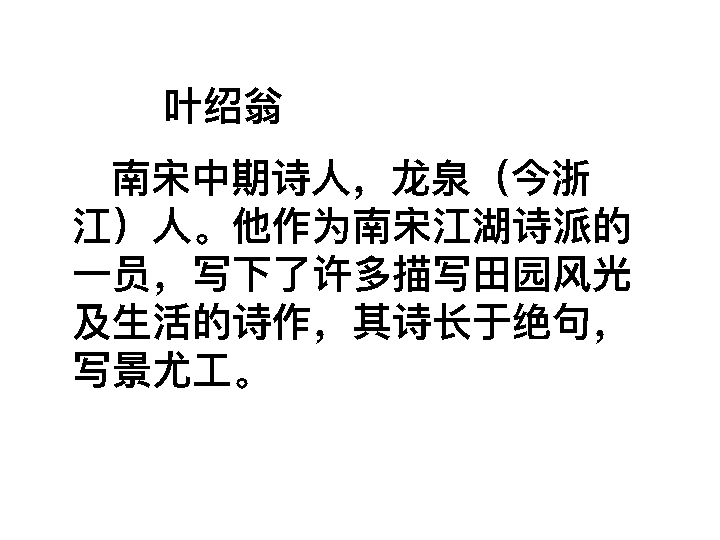 叶绍翁
南宋中期诗人，龙泉（今浙
江）人。他作为南宋江湖诗派的
一员，写下了许多描写田园风光
及生活的诗作，其诗长于绝句，
写景尤工。